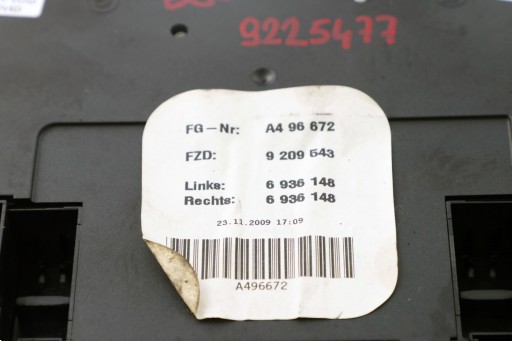 9225477
FG-Nr: A4 96 672
FZD: 9 209 543
Links: 6 936 148
Rechts: 6 936 148
23.11.2009 17:09
A496672